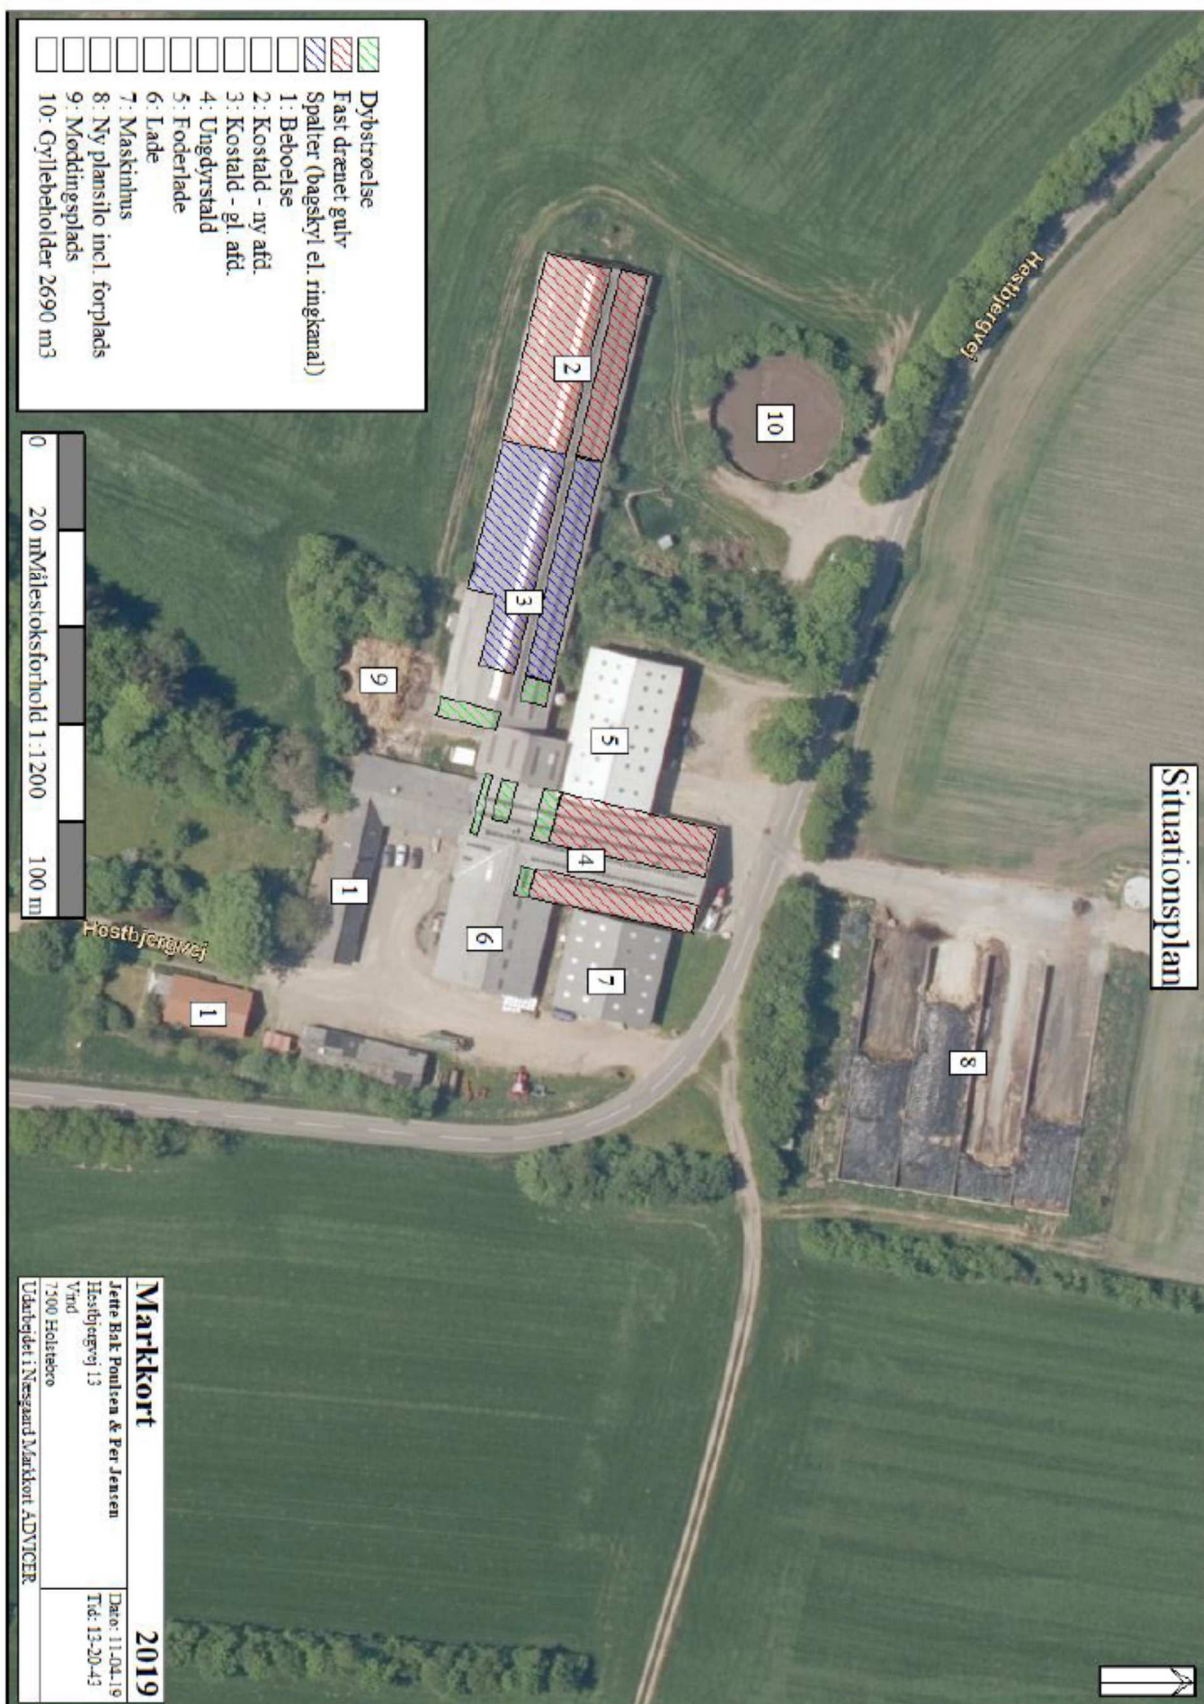 Situationsplan
Hestbjergvej
10
2
3
5
9
4
8
1
6
7
1
Hestbjergvej
Dybstrøelse
Fast drænet gulv
Spalter (bagskyl el. ringkanal)
1: Beboelse
2: Kostald - ny afd.
3: Kostald - gl. afd.
4: Ungdyrstald
5: Foderlade
6: Lade
7: Maskinhus
8: Ny plansilo incl. forplads
9: Møddingsplads
10: Gyllebeholder 2690 m3
0 20 mMålestoksforhold 1:1200 100 m
Markkort 2019
Jette Bak Poulsen & Per Jensen
Hestbjergvej 13
Vind
7500 Holstebro
Dato: 11-04-19
Tid: 13-20-43
Udarbejdet i Næsgaard Markkort ADVICER